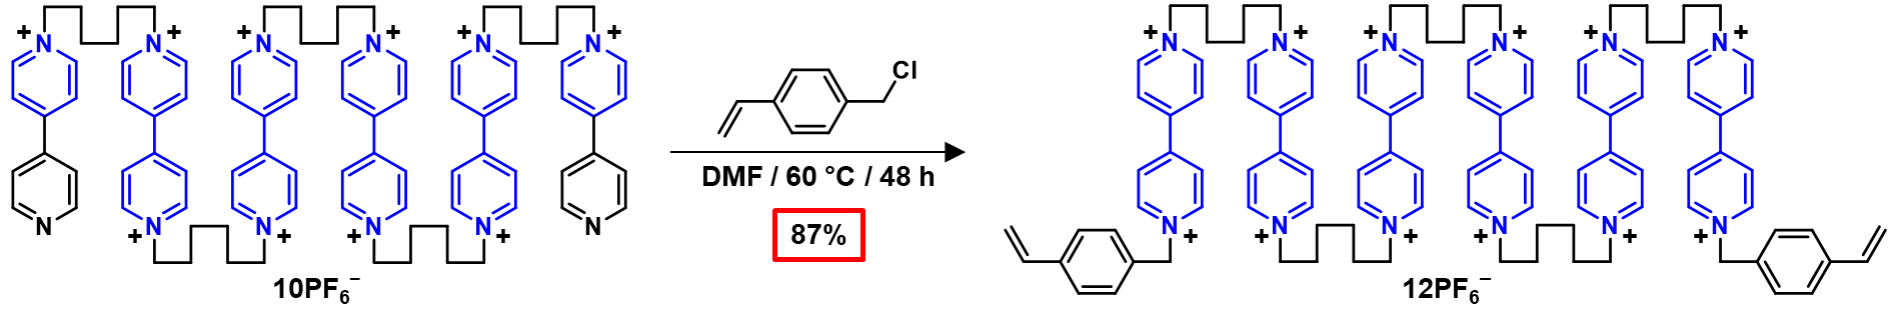 + + + + + +
N N N N N N
Cl
N N N N N N
+ + + +
10PF₆⁻
DMF / 60 °C / 48 h
87%
+ + + + + +
N N N N N N
N N N N N N
+ + + + + +
12PF₆⁻